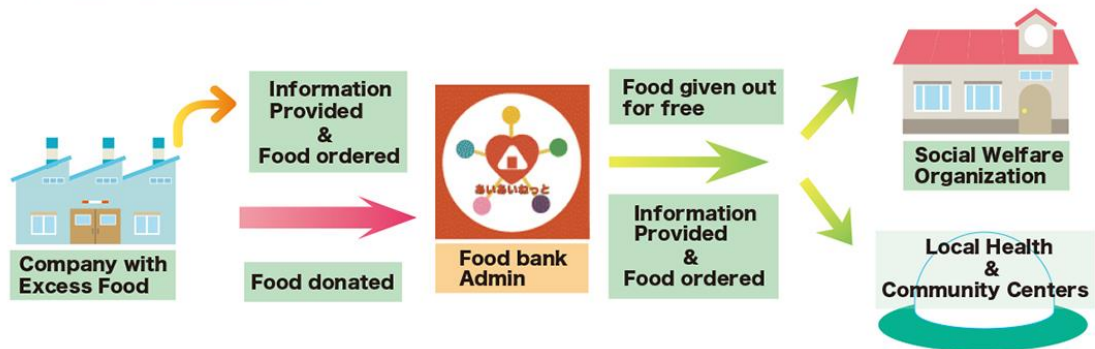 Information
Provided
&
Food ordered
Company with
Excess Food
Food donated
あいあいねっと
Food bank
Admin
Food given out
for free
Information
Provided
&
Food ordered
Social Welfare
Organization
Local Health
&
Community Centers